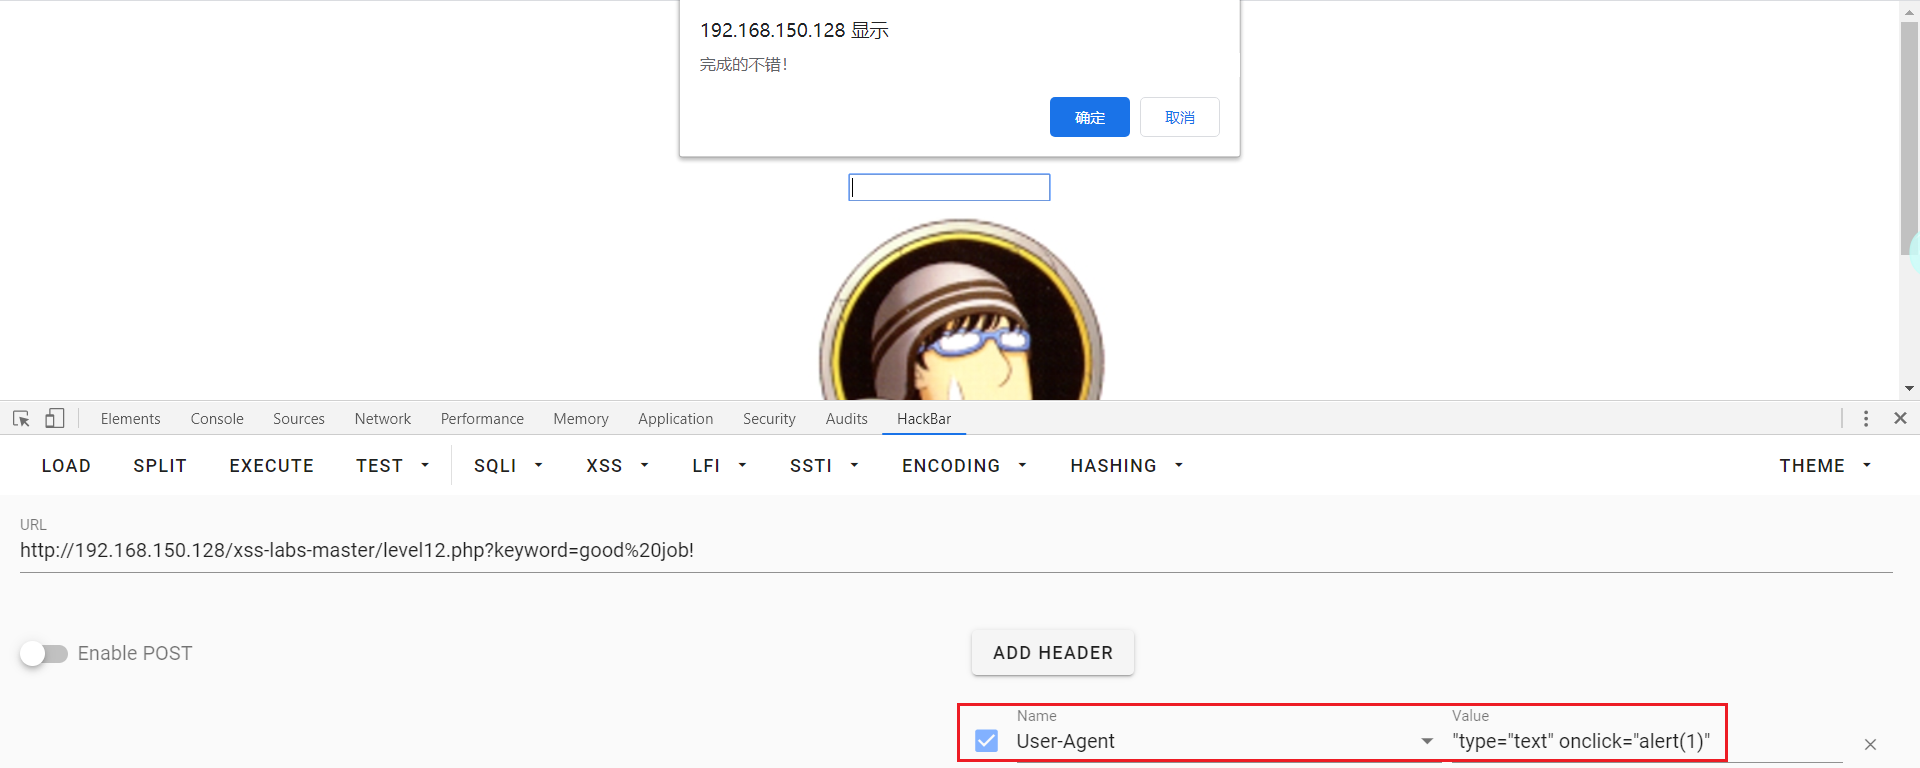 192.168.150.128 显示
完成的不错！
确定 取消
Elements Console Sources Network Performance Memory Application Security Audits HackBar
LOAD SPLIT EXECUTE TEST SQLI XSS LFI SSTI ENCODING HASHING THEME
URL
http://192.168.150.128/xss-labs-master/level12.php?keyword=good%20job!
Enable POST ADD HEADER
Name Value
User-Agent "type="text" onclick="alert(1)"